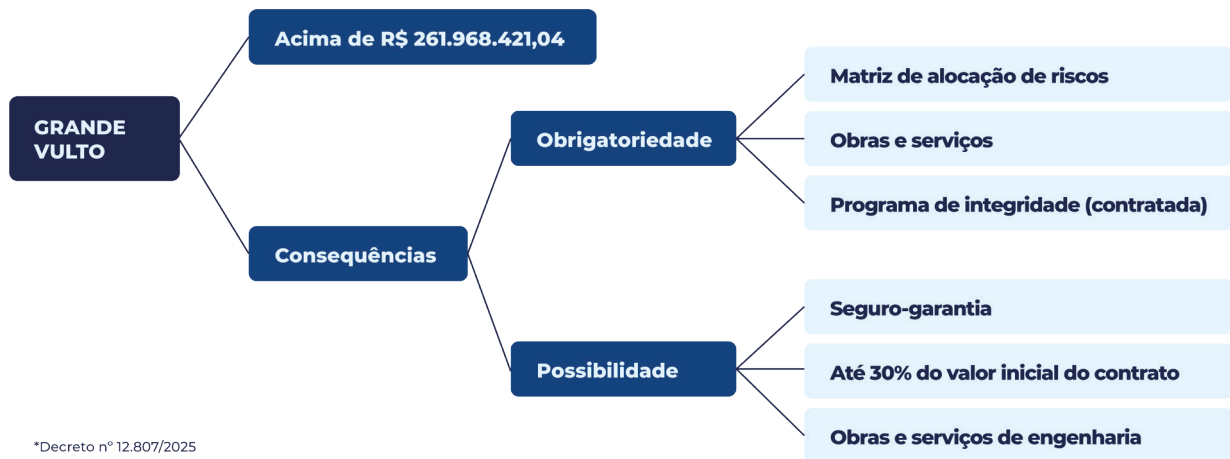 GRANDE
VULTO
Acima de R$ 261.968.421,04
Consequências
Obrigatoriedade
Matriz de alocação de riscos
Obras e serviços
Programa de integridade (contratada)
Possibilidade
Seguro-garantia
Até 30% do valor inicial do contrato
Obras e serviços de engenharia
*Decreto nº 12.807/2025